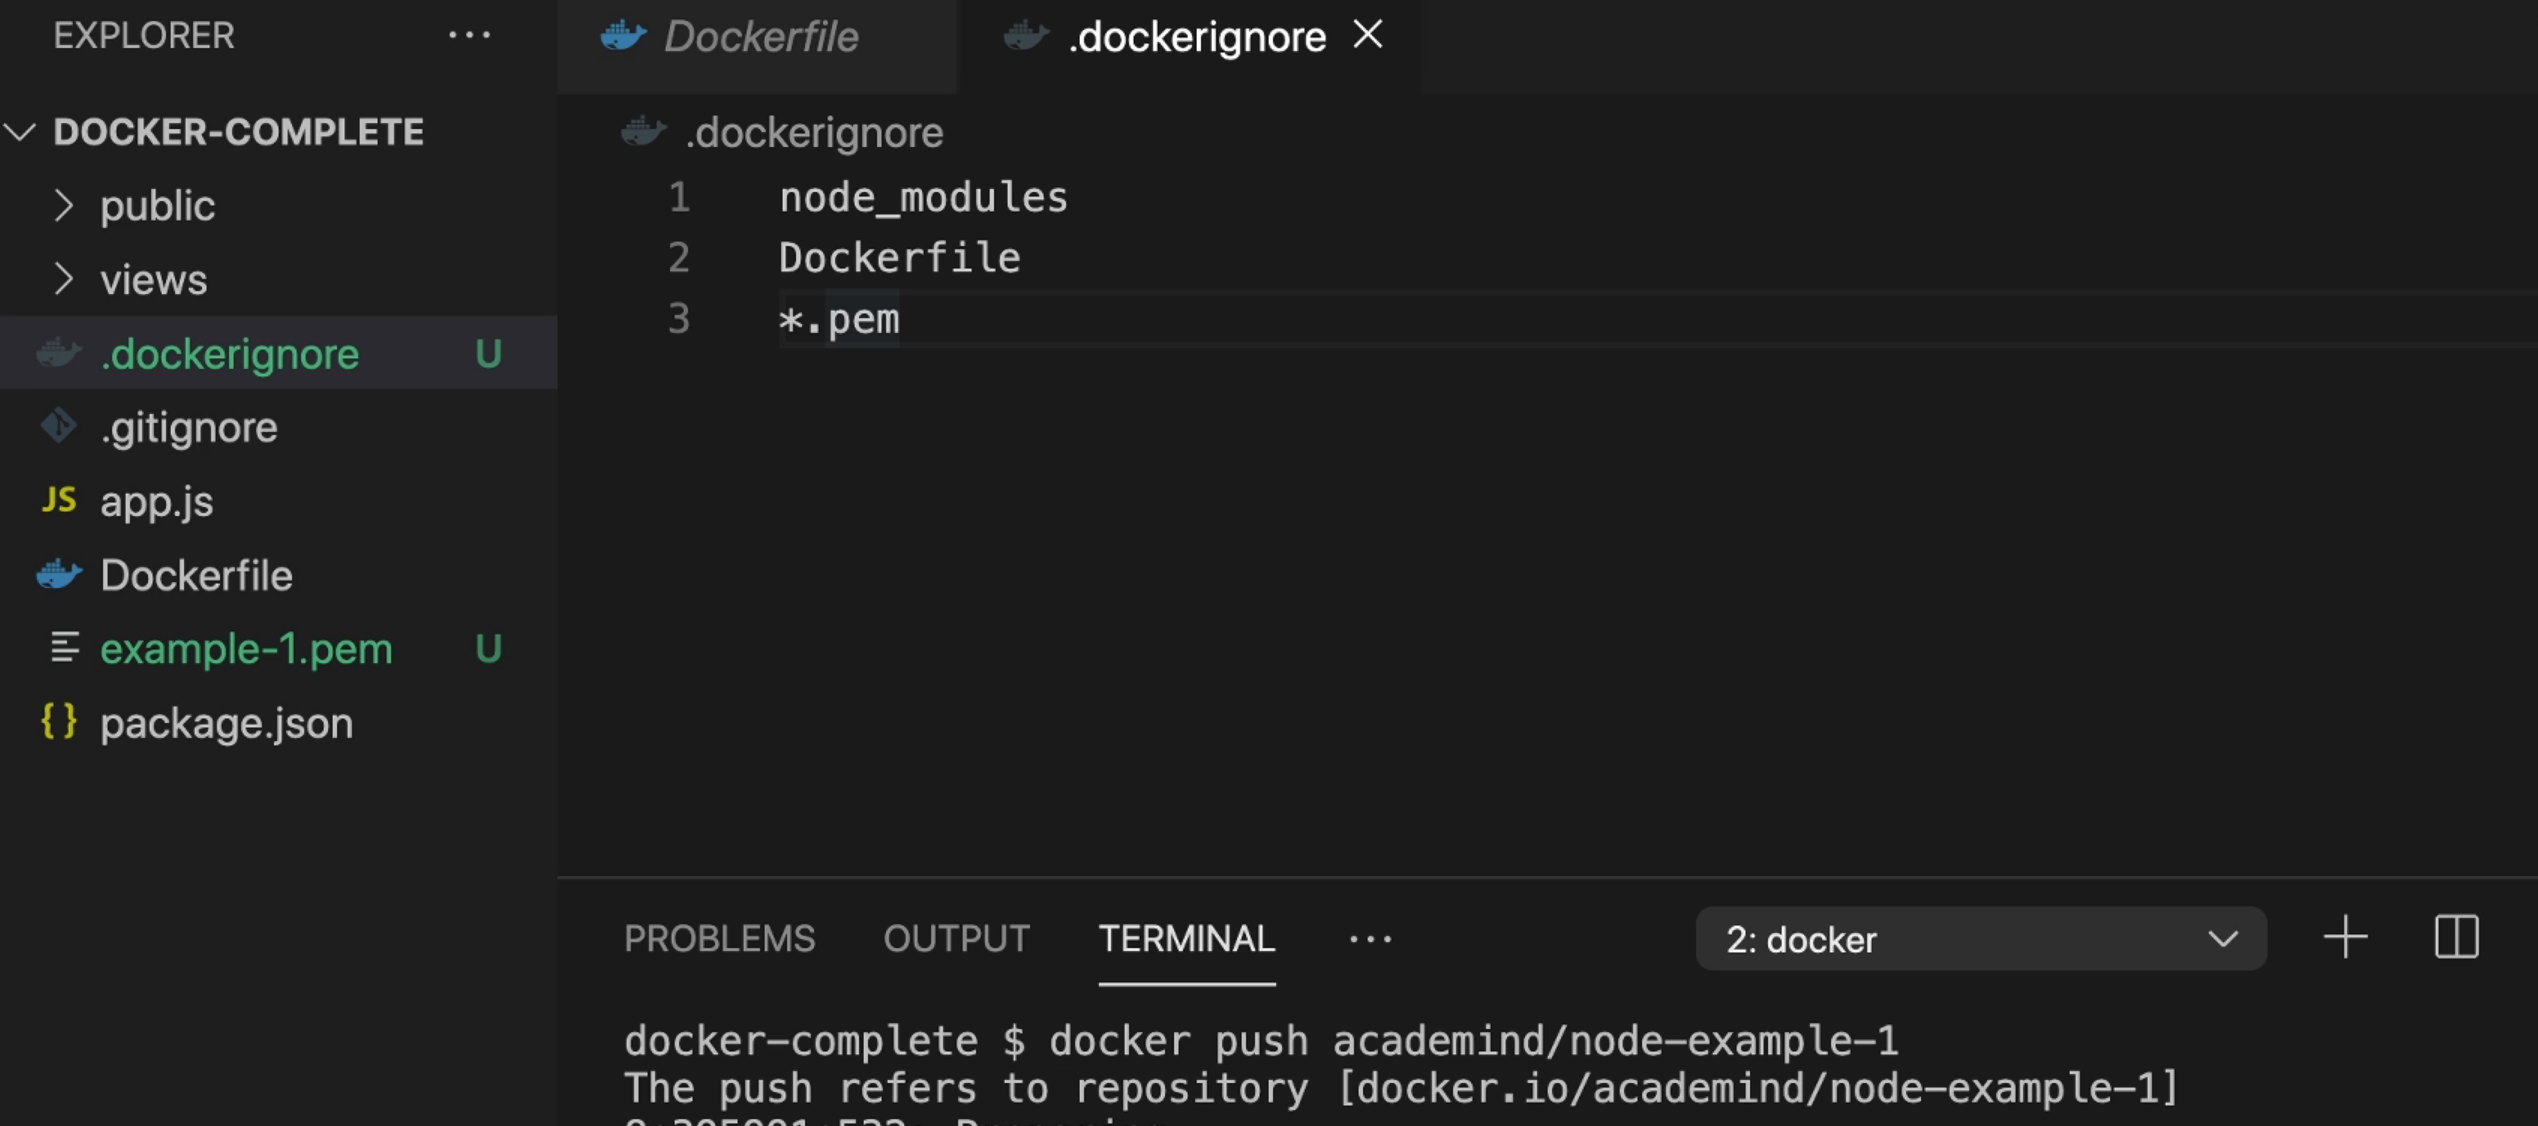 EXPLORER
DOCKER-COMPLETE
public
views
.dockerignore U
.gitignore
JS app.js
Dockerfile
example-1.pem U
{} package.json
Dockerfile
.dockerignore
.dockerignore
1 node_modules
2 Dockerfile
3 *.pem
PROBLEMS OUTPUT TERMINAL ... 2: docker
docker-complete $ docker push academind/node-example-1
The push refers to repository [docker.io/academind/node-example-1]